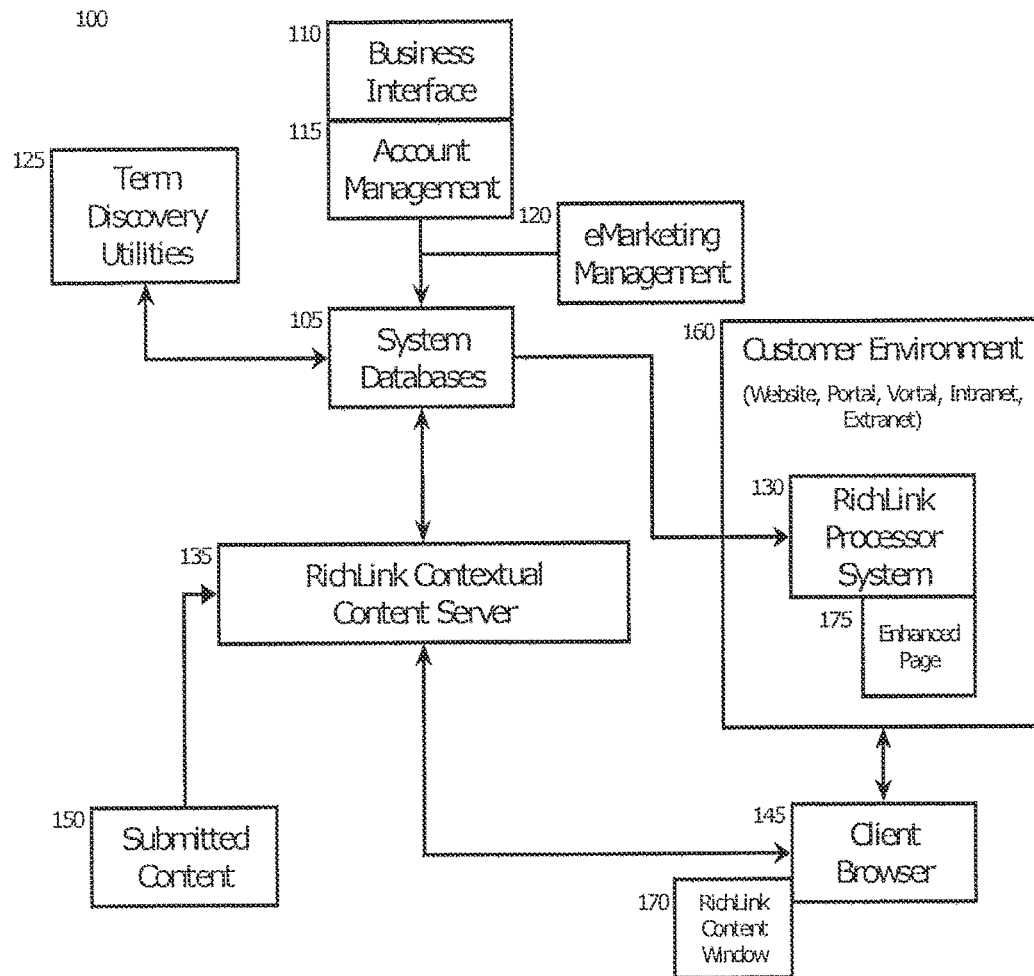 100
110
Business
Interface
115
Account
Management
125
Term
Discovery
Utilities
120
eMarketing
Management
105
System
Databases
160
Customer Environment
(Website, Portal, Vortal, Intranet,
Extranet)
130
RichLink
Processor
System
175
Enhanced
Page
135
RichLink Contextual
Content Server
150
Submitted
Content
145
Client
Browser
170
RichLink
Content
Window